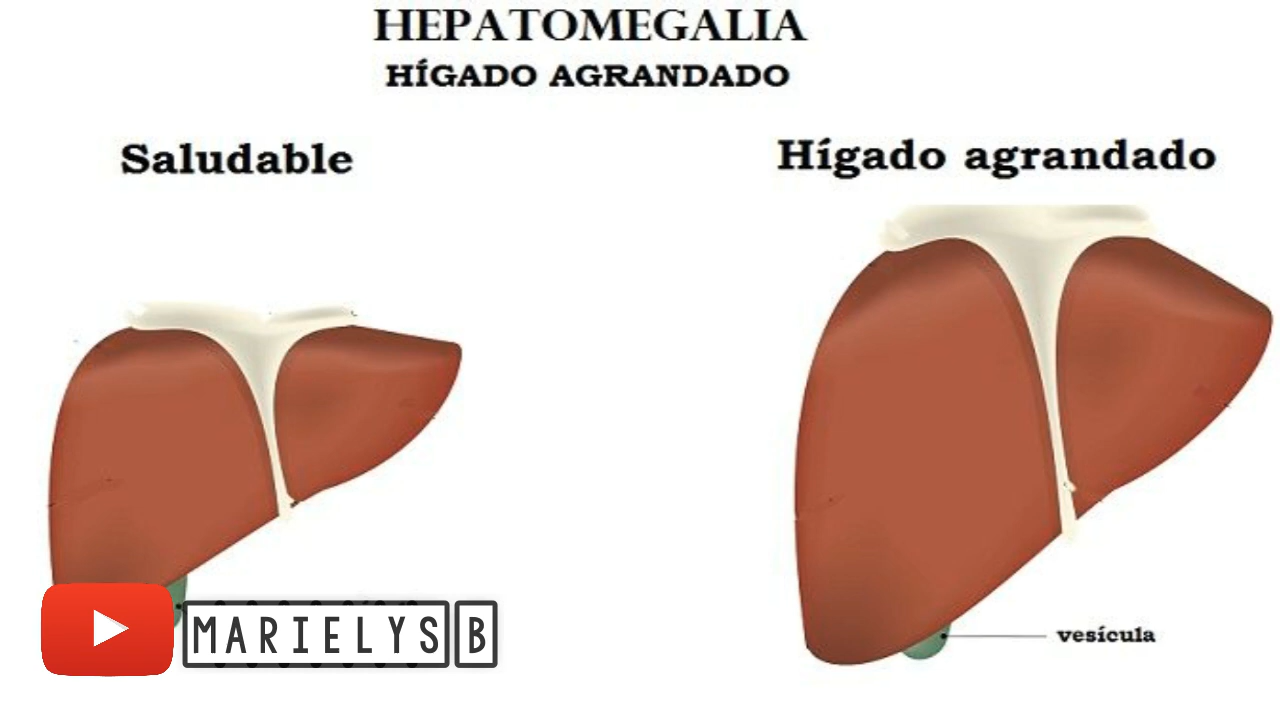 HEPATOMEGALIA
HÍGADO AGRANDADO
Saludable
Hígado agrandado
vesícula
MARIELYS B